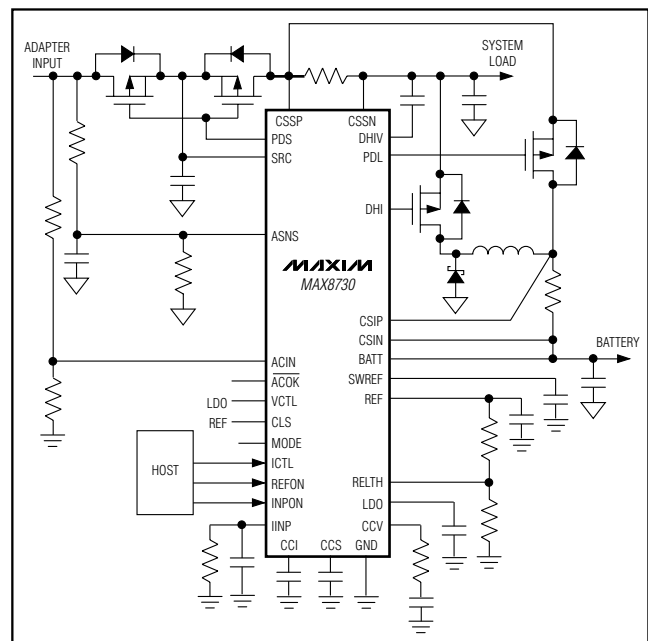 ADAPTER
INPUT
SYSTEM
LOAD
CSSP
CSSN
PDS
DHIV
SRC
PDL
DHI
ASNS
MAXIM
MAX8730
CSIP
CSIN
BATT
BATTERY
ACIN
SWREF
ACOK
REF
LDO
VCTL
REF
CLS
MODE
HOST
ICTL
REFON
RELTH
INPON
LDO
IINP
CCV
CCI
CCS
GND